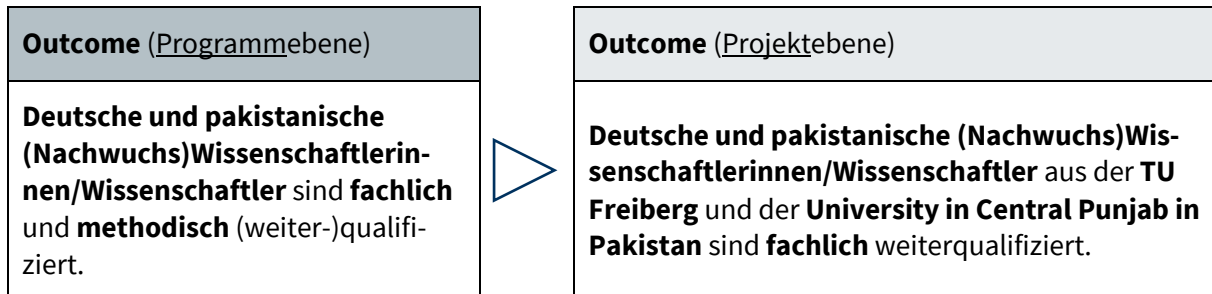 Outcome (Programmebene)
Deutsche und pakistanische
(Nachwuchs)Wissenschaftlerin-
nen/Wissenschaftler sind fachlich
und methodisch (weiter-)qualifi-
ziert.
Outcome (Projektebene)
Deutsche und pakistanische (Nachwuchs)Wis-
senschaftlerinnen/Wissenschaftler aus der TU
Freiberg und der University in Central Punjab in
Pakistan sind fachlich weiterqualifiziert.